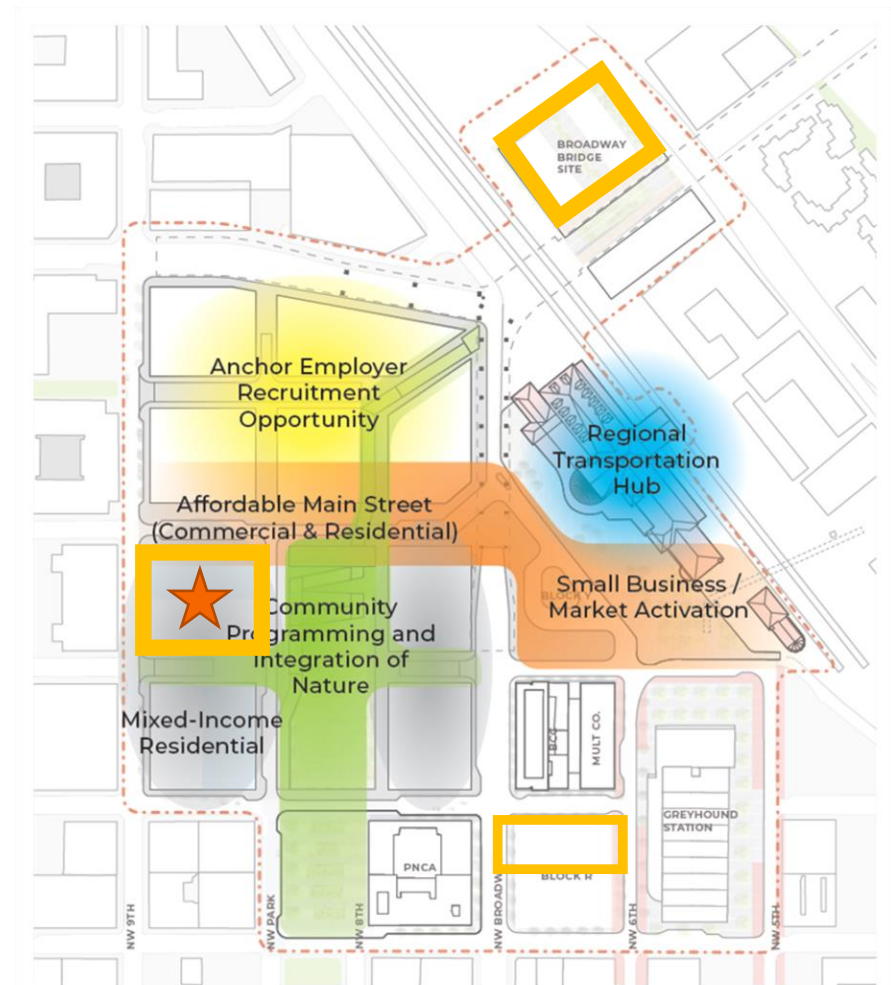 BROADWAY
BRIDGE
SITE
Anchor Employer
Recruitment
Opportunity
Regional
Transportation
Hub
Affordable Main Street
(Commercial & Residential)
Small Business /
Market Activation
BLOCK Y
Community
Programming and
Integration of
Nature
Mixed-Income
Residential
BCC
MULT CO.
GREYHOUND
STATION
PNCA
BLOCK R
NW 9TH
NW PARK
NW 8TH
NW BROADW
NW 6TH
NW 5TH